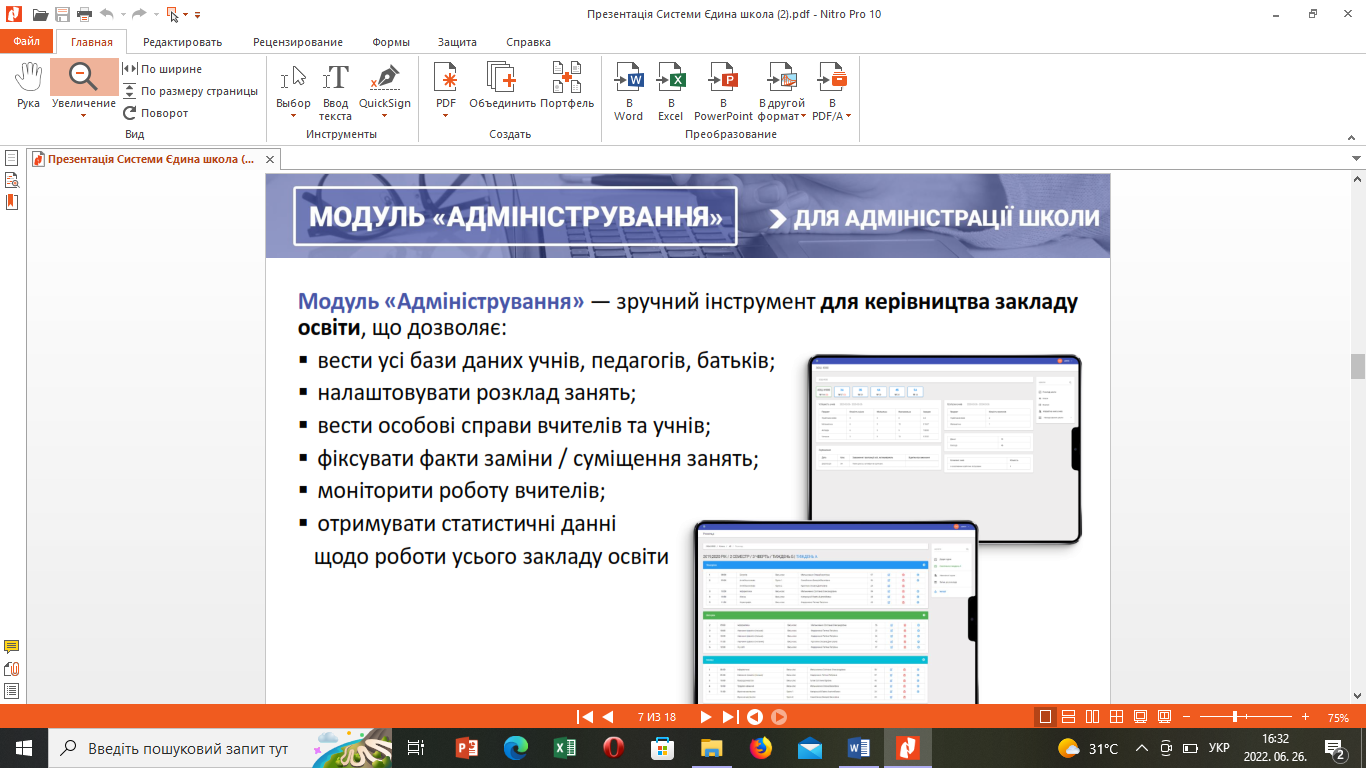 Презентація Системи Єдина школа (2).pdf - Nitro Pro 10
Файл
Главная
Редактировать
Рецензирование
Формы
Защита
Справка
Рука
Увеличение
По ширине
По размеру страницы
Поворот
Вид
Выбор
Ввод текста
QuickSign
Инструменты
PDF
Объединить
Портфель
Создать
В Word
В Excel
В PowerPoint
В другой формат
В PDF/A
Преобразование
Презентація Системи Єдина школа (...
МОДУЛЬ «АДМІНІСТРУВАННЯ»
ДЛЯ АДМІНІСТРАЦІЇ ШКОЛИ
Модуль «Адміністрування» — зручний інструмент для керівництва закладу
освіти, що дозволяє:
▪ вести усі бази даних учнів, педагогів, батьків;
▪ налаштовувати розклад занять;
▪ вести особові справи вчителів та учнів;
▪ фіксувати факти заміни / суміщення занять;
▪ моніторити роботу вчителів;
▪ отримувати статистичні данні
щодо роботи усього закладу освіти
7 ИЗ 18
75%
Введіть пошуковий запит тут
31°C
УКР
16:32
2022. 06. 26.
2